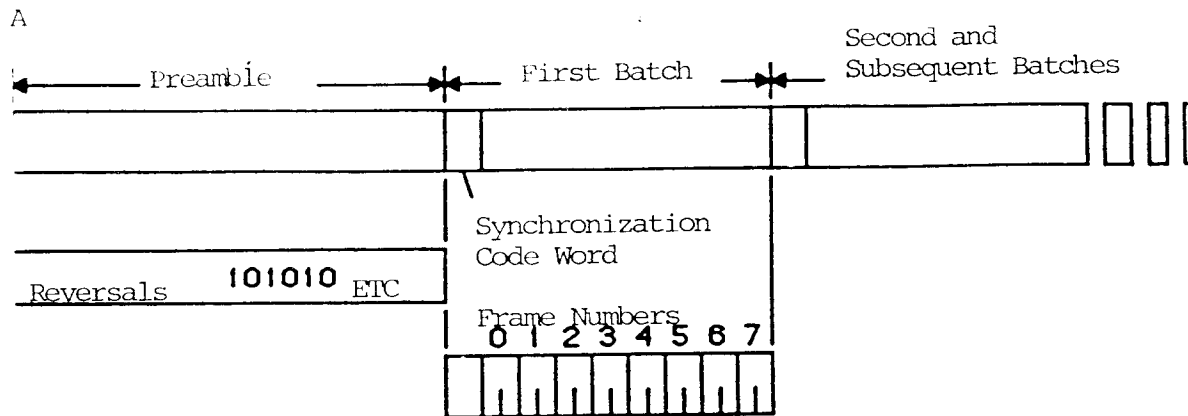 A
Preamble
First Batch
Second and
Subsequent Batches
Synchronization
Code Word
Reversals 101010 ETC
Frame Numbers
0 1 2 3 4 5 6 7